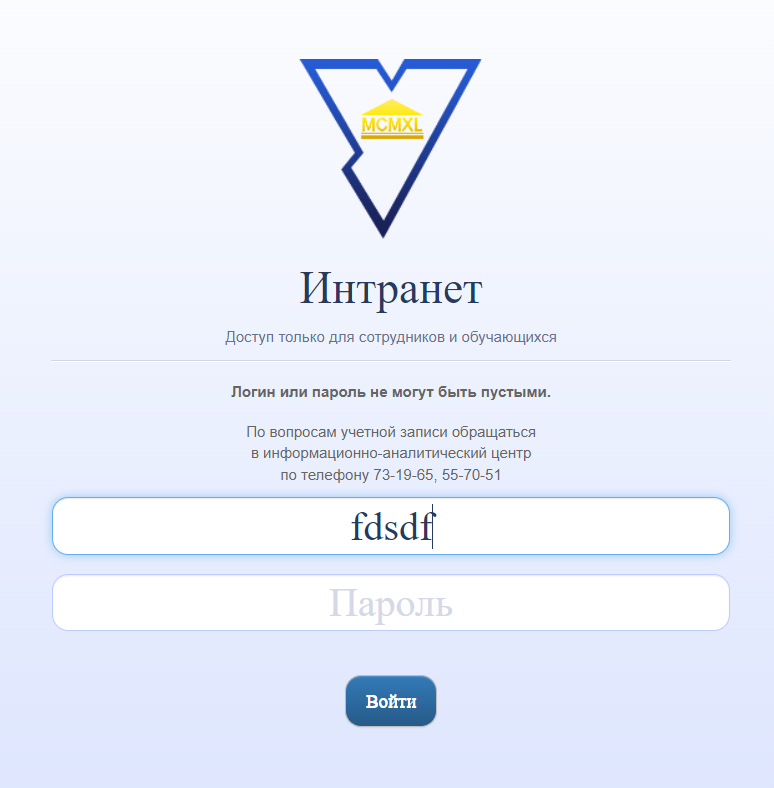 MCMXL
Интранет
Доступ только для сотрудников и обучающихся
Логин или пароль не могут быть пустыми.
По вопросам учетной записи обращаться
в информационно-аналитический центр
по телефону 73-19-65, 55-70-51
fdsdf
Пароль
Войти